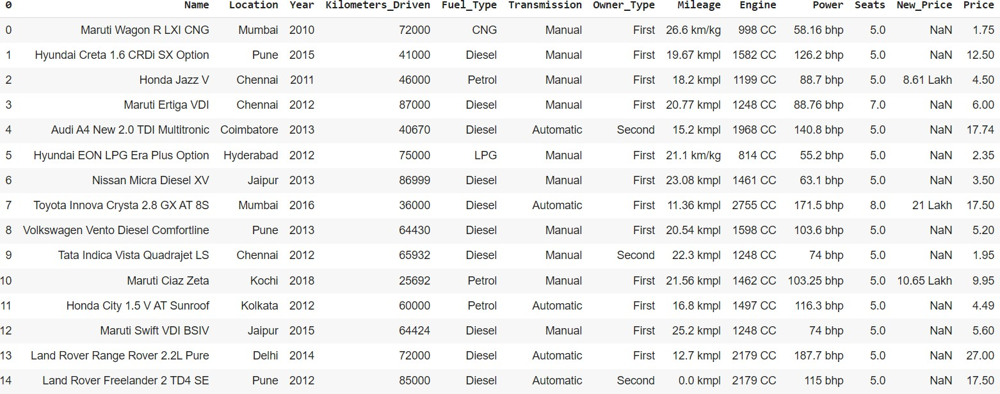 0 Name Location Year Kilometers_Driven Fuel_Type Transmission Owner_Type Mileage Engine Power Seats New_Price Price
0 Maruti Wagon R LXI CNG Mumbai 2010 72000 CNG Manual First 26.6 km/kg 998 CC 58.16 bhp 5.0 NaN 1.75
1 Hyundai Creta 1.6 CRDi SX Option Pune 2015 41000 Diesel Manual First 19.67 kmpl 1582 CC 126.2 bhp 5.0 NaN 12.50
2 Honda Jazz V Chennai 2011 46000 Petrol Manual First 18.2 kmpl 1199 CC 88.7 bhp 5.0 8.61 Lakh 4.50
3 Maruti Ertiga VDI Chennai 2012 87000 Diesel Manual First 20.77 kmpl 1248 CC 88.76 bhp 7.0 NaN 6.00
4 Audi A4 New 2.0 TDI Multitronic Coimbatore 2013 40670 Diesel Automatic Second 15.2 kmpl 1968 CC 140.8 bhp 5.0 NaN 17.74
5 Hyundai EON LPG Era Plus Option Hyderabad 2012 75000 LPG Manual First 21.1 km/kg 814 CC 55.2 bhp 5.0 NaN 2.35
6 Nissan Micra Diesel XV Jaipur 2013 86999 Diesel Manual First 23.08 kmpl 1461 CC 63.1 bhp 5.0 NaN 3.50
7 Toyota Innova Crysta 2.8 GX AT 8S Mumbai 2016 36000 Diesel Automatic First 11.36 kmpl 2755 CC 171.5 bhp 8.0 21 Lakh 17.50
8 Volkswagen Vento Diesel Comfortline Pune 2013 64430 Diesel Manual First 20.54 kmpl 1598 CC 103.6 bhp 5.0 NaN 5.20
9 Tata Indica Vista Quadrajet LS Chennai 2012 65932 Diesel Manual Second 22.3 kmpl 1248 CC 74 bhp 5.0 NaN 1.95
10 Maruti Ciaz Zeta Kochi 2018 25692 Petrol Manual First 21.56 kmpl 1462 CC 103.25 bhp 5.0 10.65 Lakh 9.95
11 Honda City 1.5 V AT Sunroof Kolkata 2012 60000 Petrol Automatic First 16.8 kmpl 1497 CC 116.3 bhp 5.0 NaN 4.49
12 Maruti Swift VDI BSIV Jaipur 2015 64424 Diesel Manual First 25.2 kmpl 1248 CC 74 bhp 5.0 NaN 5.60
13 Land Rover Range Rover 2.2L Pure Delhi 2014 72000 Diesel Automatic First 12.7 kmpl 2179 CC 187.7 bhp 5.0 NaN 27.00
14 Land Rover Freelander 2 TD4 SE Pune 2012 85000 Diesel Automatic Second 0.0 kmpl 2179 CC 115 bhp 5.0 NaN 17.50